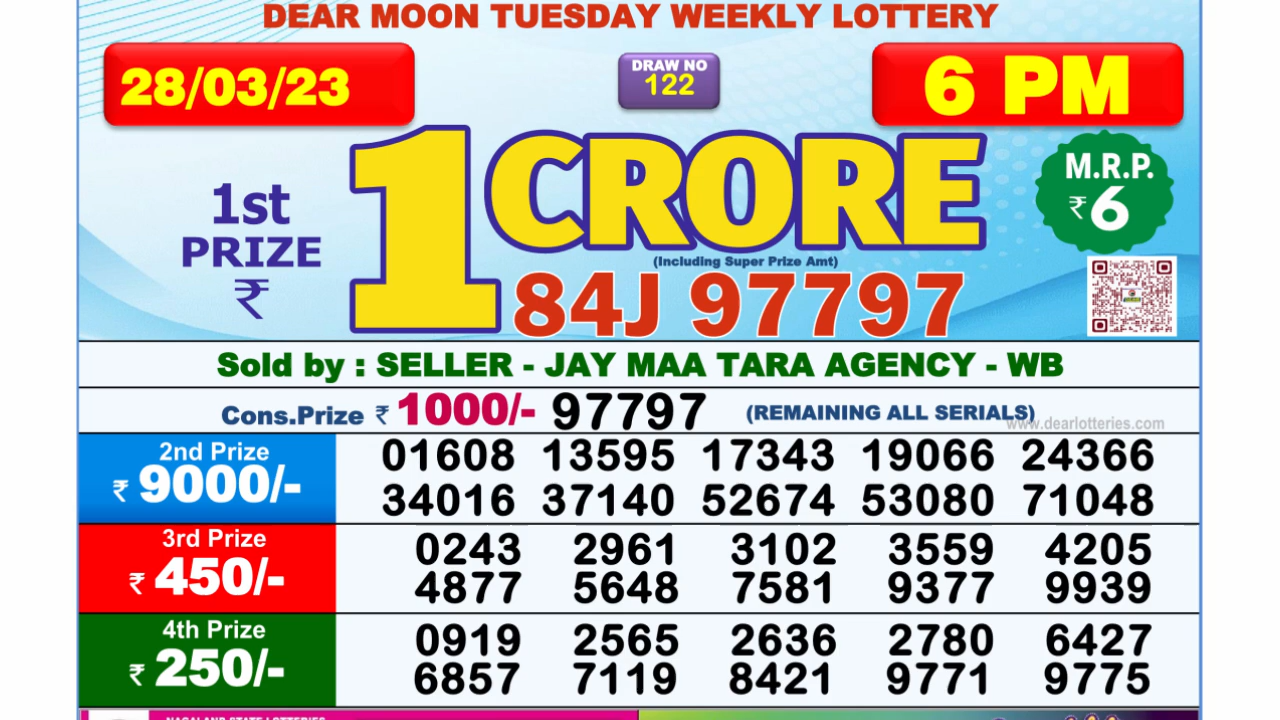 DEAR MOON TUESDAY WEEKLY LOTTERY
28/03/23
DRAW NO
122
6 PM
1st
PRIZE
₹
1 CRORE
(Including Super Prize Amt)
84J 97797
M.R.P.
₹6
Sold by : SELLER - JAY MAA TARA AGENCY - WB
Cons.Prize ₹ 1000/- 97797 (REMAINING ALL SERIALS)
www.dearlotteries.com
2nd Prize
₹ 9000/-
01608 13595 17343 19066 24366
34016 37140 52674 53080 71048
3rd Prize
₹ 450/-
0243 2961 3102 3559 4205
4877 5648 7581 9377 9939
4th Prize
₹ 250/-
0919 2565 2636 2780 6427
6857 7119 8421 9771 9775
NAGALAND STATE LOTTERIES